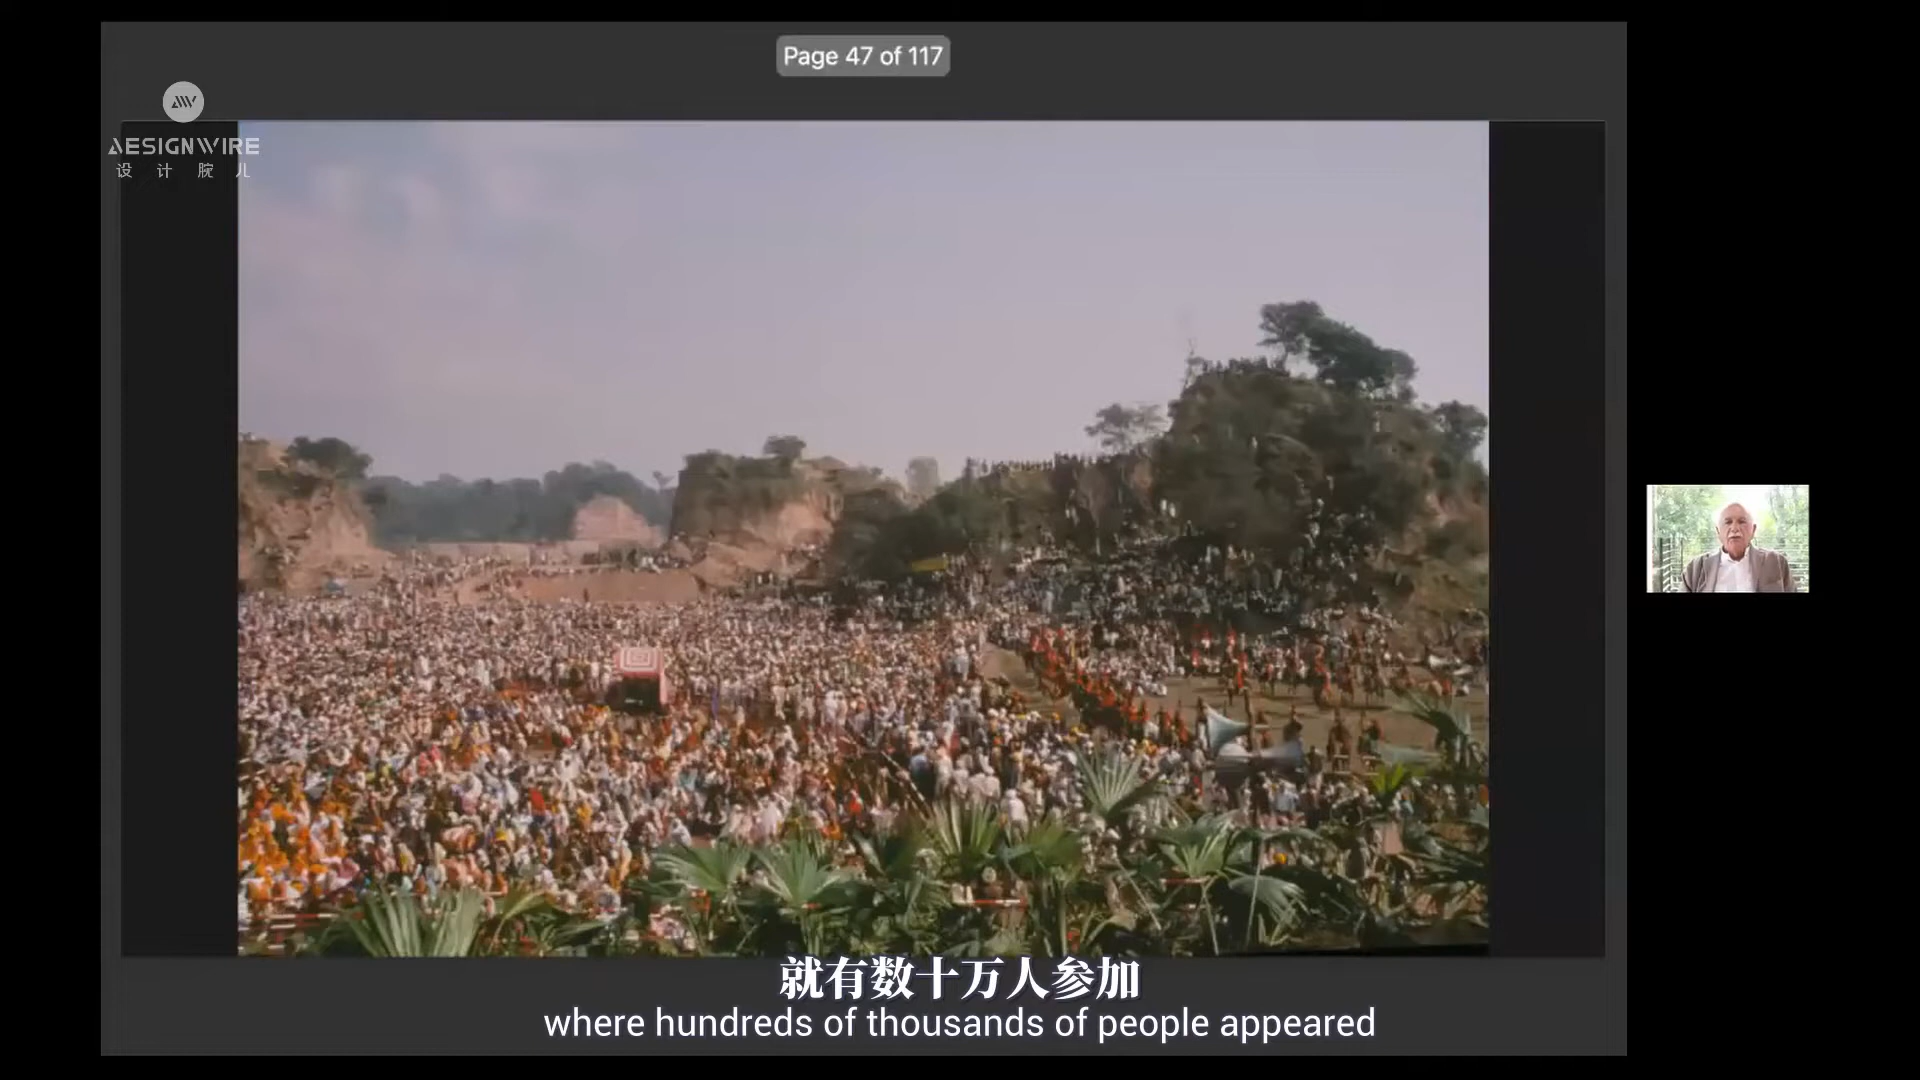 Page 47 of 117
AESIGNWIRE
设计腕儿
就有数十万人参加
where hundreds of thousands of people appeared